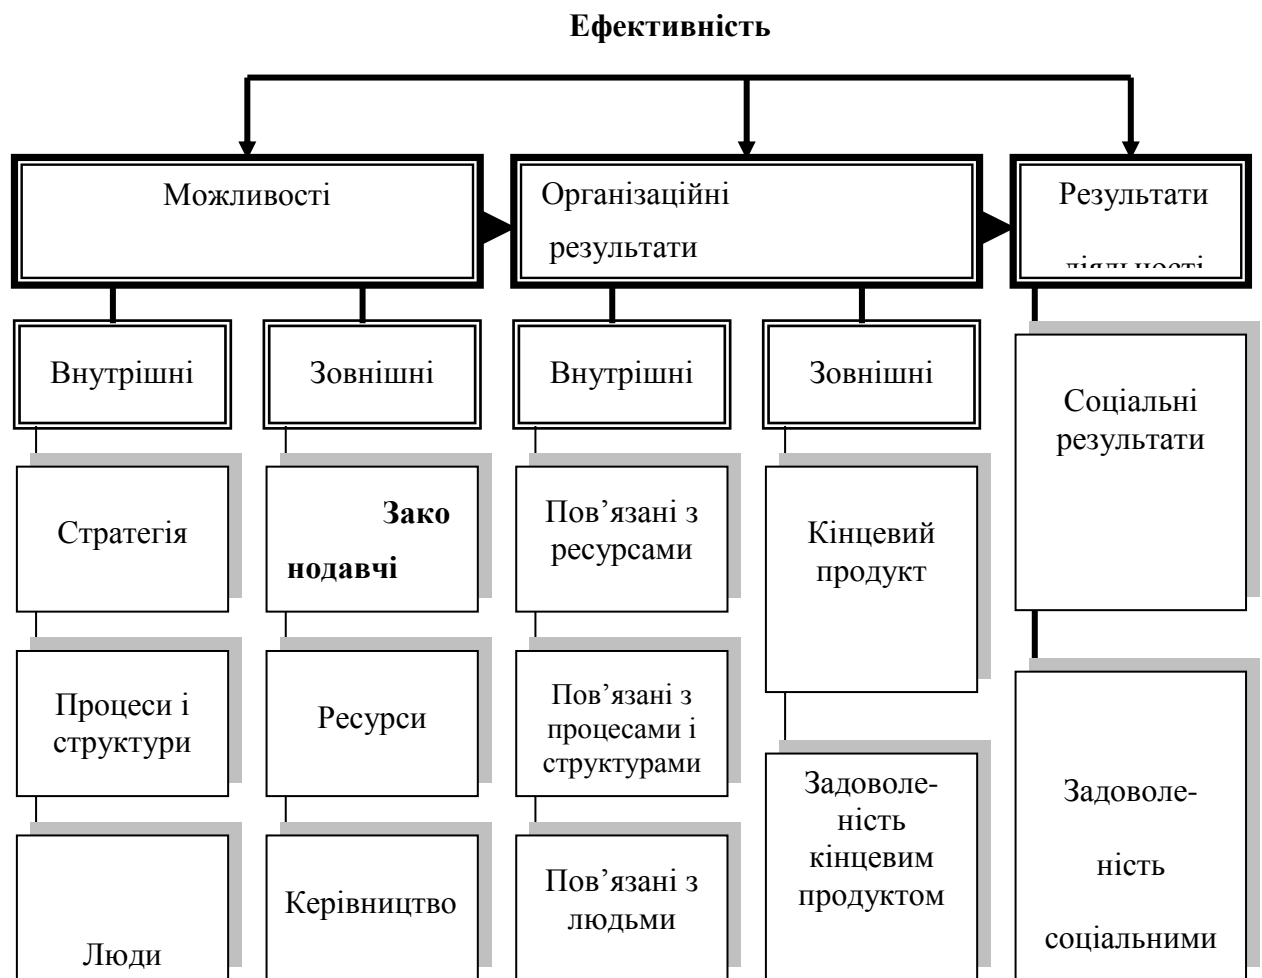 Ефективність
Можливості
Організаційні
результати
Результати
діяльності
Внутрішні
Зовнішні
Внутрішні
Зовнішні
Стратегія
Процеси і
структури
Люди
Зако
нодавчі
Ресурси
Керівництво
Пов’язані з
ресурсами
Пов’язані з
процесами і
структурами
Пов’язані з
людьми
Кінцевий
продукт
Задоволе-
ність
кінцевим
продуктом
Соціальні
результати
Задоволе-
ність
соціальними